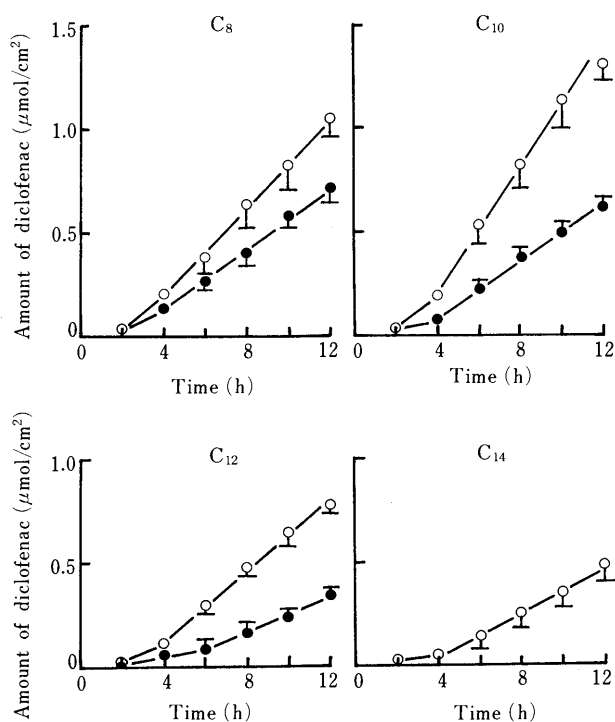 C₈
C₁₀
Amount of diclofenac (μmol/cm²)
1.5
1.0
0.5
0
0 4 8 12
Time (h)
0 4 8 12
Time (h)
C₁₂
C₁₄
Amount of diclofenac (μmol/cm²)
1.0
0.5
0
0 4 8 12
Time (h)
0 4 8 12
Time (h)